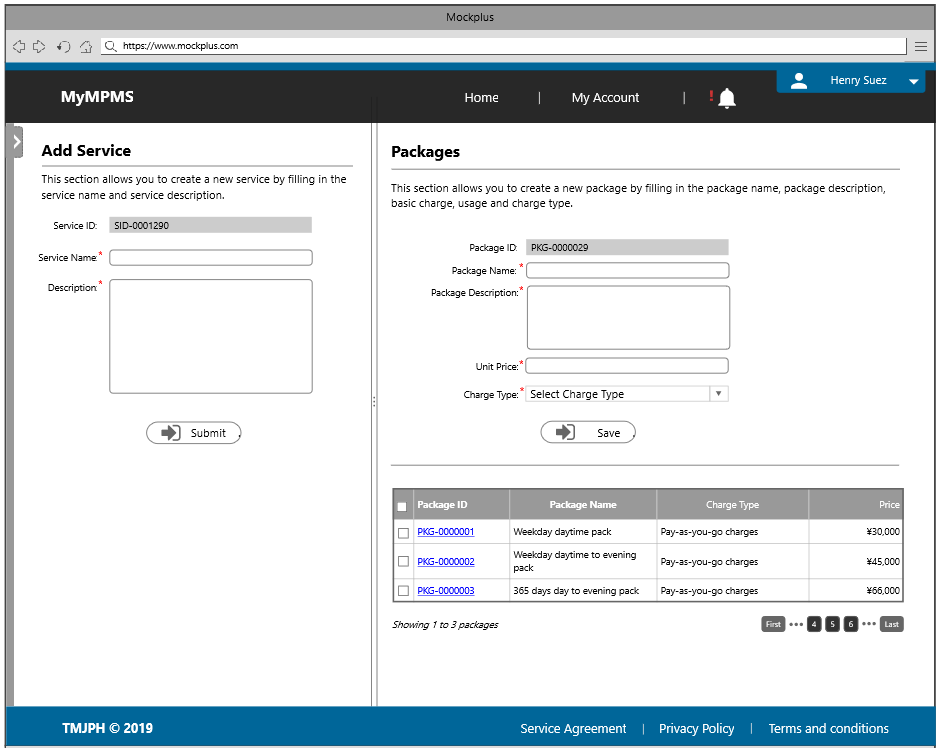 Mockplus
https://www.mockplus.com
Henry Suez
MyMPMS
Home | My Account | !
Add Service
This section allows you to create a new service by filling in the
service name and service description.
Service ID: SID-0001290
Service Name:*
Description:*
Submit
Packages
This section allows you to create a new package by filling in the package name, package description,
basic charge, usage and charge type.
Package ID: PKG-0000029
Package Name: *
Package Description:*
Unit Price:*
Charge Type:* Select Charge Type
Save
Package ID Package Name Charge Type Price
PKG-0000001 Weekday daytime pack Pay-as-you-go charges ¥30,000
PKG-0000002 Weekday daytime to evening
pack Pay-as-you-go charges ¥45,000
PKG-0000003 365 days day to evening pack Pay-as-you-go charges ¥66,000
Showing 1 to 3 packages
First ••• 4 5 6 ••• Last
TMJPH © 2019
Service Agreement | Privacy Policy | Terms and conditions